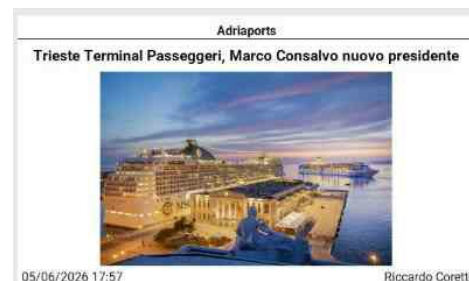 Adriaports
Trieste Terminal Passeggeri, Marco Consalvo nuovo presidente
05/06/2026 17:57
Riccardo Corett